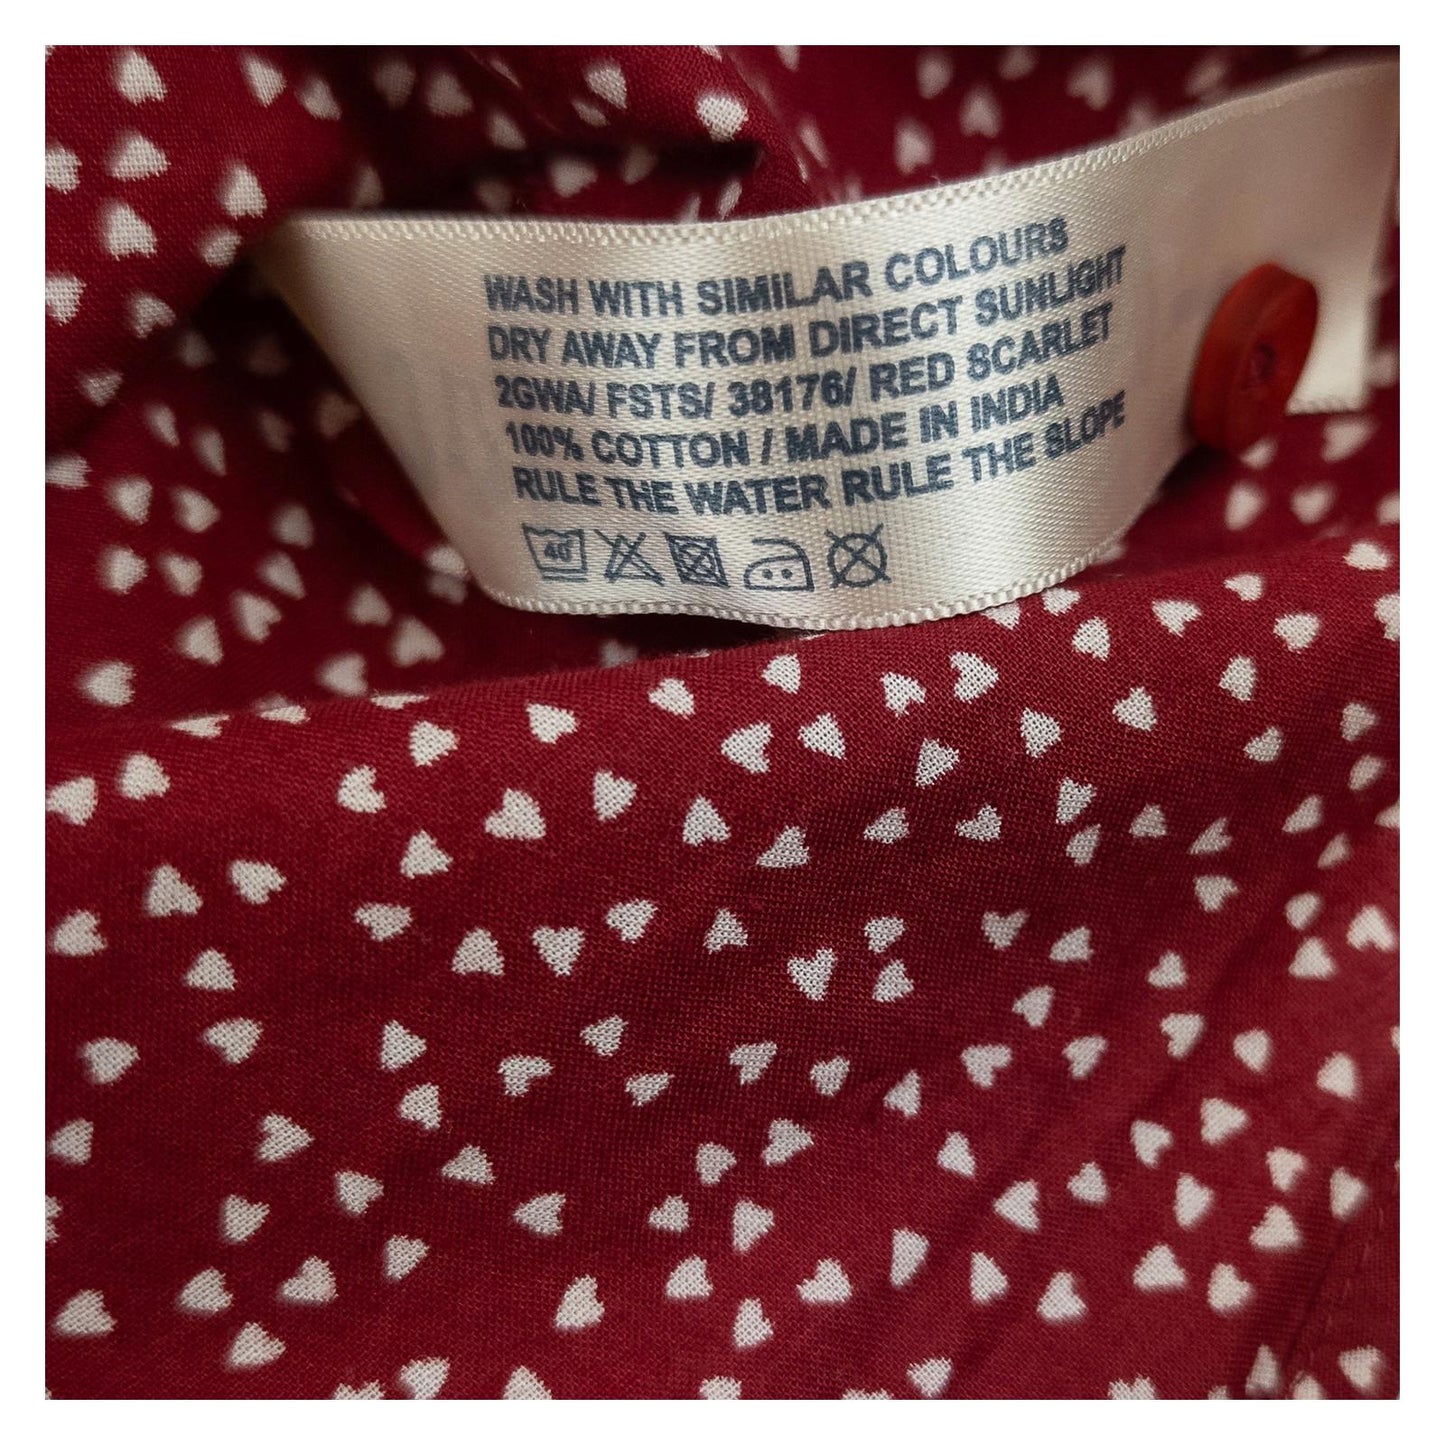 WASH WITH SIMILAR COLOURS
DRY AWAY FROM DIRECT SUNLIGHT
2GWA/ FSTS/ 38176/ RED SCARLET
100% COTTON / MADE IN INDIA
RULE THE WATER RULE THE SLOPE
40